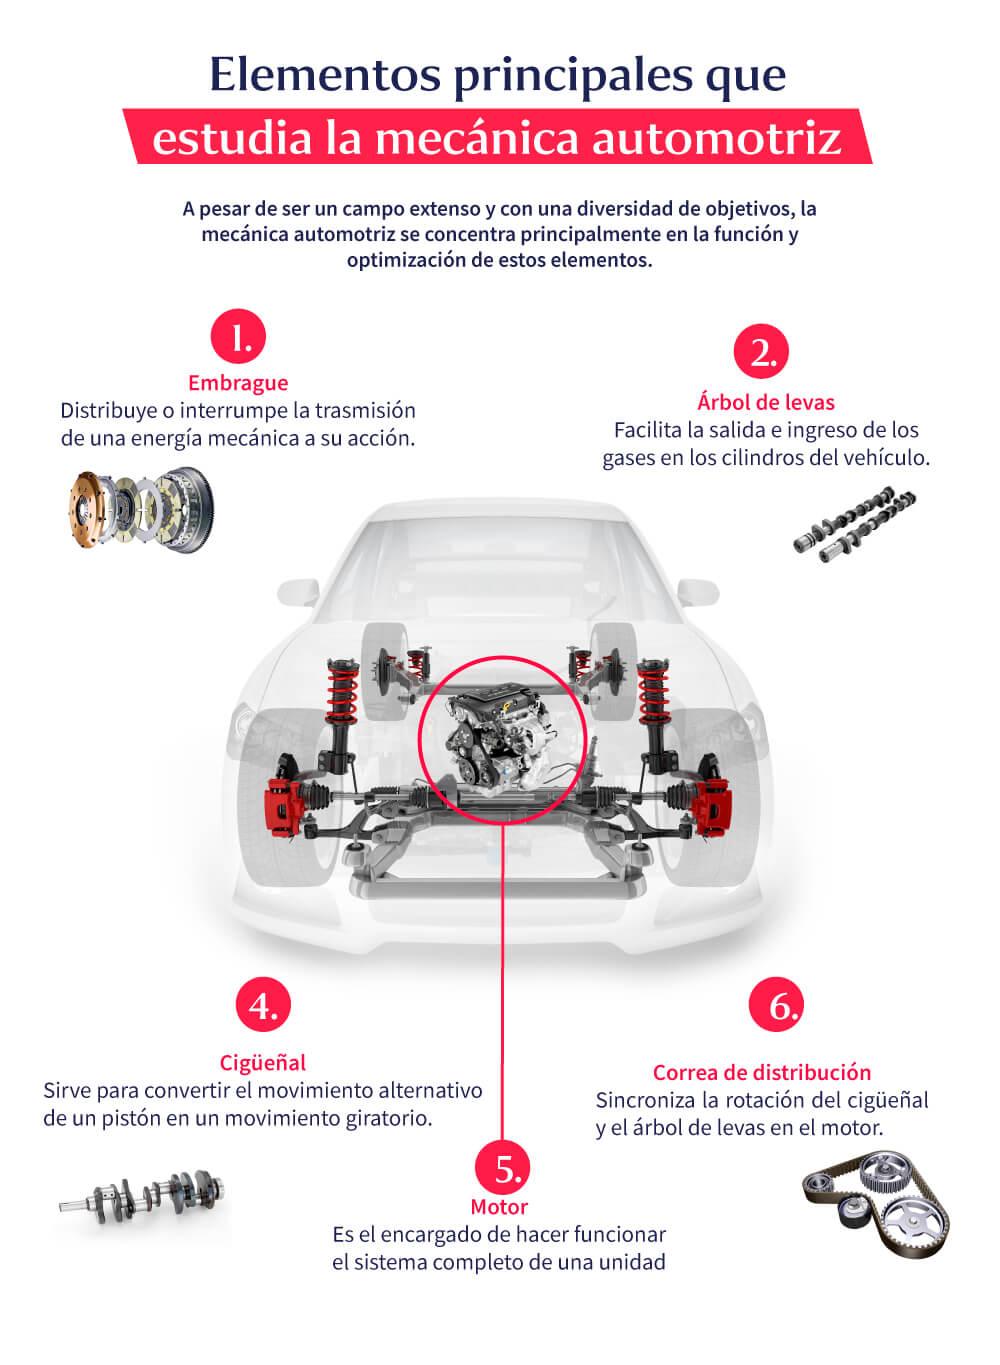 Elementos principales que
estudia la mecánica automotriz
A pesar de ser un campo extenso y con una diversidad de objetivos, la
mecánica automotriz se concentra principalmente en la función y
optimización de estos elementos.
1.
Embrague
Distribuye o interrumpe la trasmisión
de una energía mecánica a su acción.
2.
Árbol de levas
Facilita la salida e ingreso de los
gases en los cilindros del vehículo.
4.
Cigüeñal
Sirve para convertir el movimiento alternativo
de un pistón en un movimiento giratorio.
5.
Motor
Es el encargado de hacer funcionar
el sistema completo de una unidad
6.
Correa de distribución
Sincroniza la rotación del cigüeñal
y el árbol de levas en el motor.